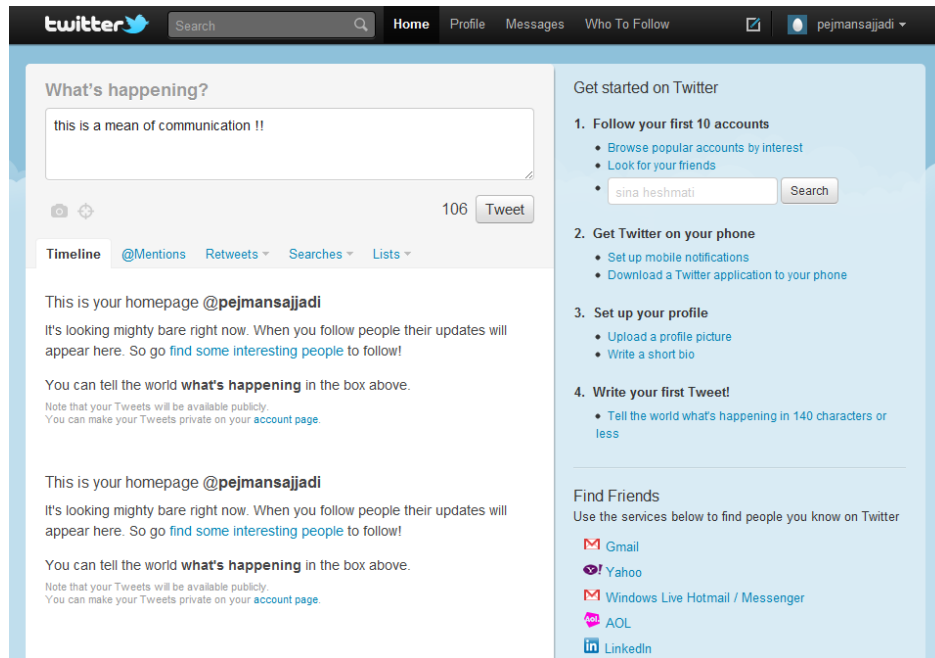 twitter
Search
Home
Profile
Messages
Who To Follow
pejmansajjadi
What's happening?
this is a mean of communication !!
106
Tweet
Timeline
@Mentions
Retweets
Searches
Lists
This is your homepage @pejmansajjadi
It's looking mighty bare right now. When you follow people their updates will
appear here. So go find some interesting people to follow!
You can tell the world what's happening in the box above.
Note that your Tweets will be available publicly.
You can make your Tweets private on your account page.
This is your homepage @pejmansajjadi
It's looking mighty bare right now. When you follow people their updates will
appear here. So go find some interesting people to follow!
You can tell the world what's happening in the box above.
Note that your Tweets will be available publicly.
You can make your Tweets private on your account page.
Get started on Twitter
1. Follow your first 10 accounts
• Browse popular accounts by interest
• Look for your friends
• sina heshmati
Search
2. Get Twitter on your phone
• Set up mobile notifications
• Download a Twitter application to your phone
3. Set up your profile
• Upload a profile picture
• Write a short bio
4. Write your first Tweet!
• Tell the world what's happening in 140 characters or
less
Find Friends
Use the services below to find people you know on Twitter
Gmail
Y! Yahoo
Windows Live Hotmail / Messenger
Aol. AOL
in LinkedIn